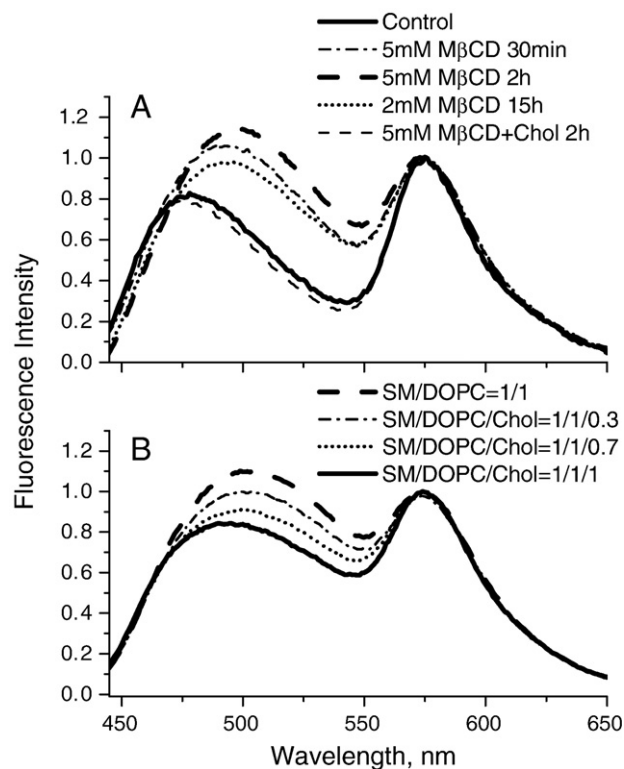 Control
5mM MβCD 30min
5mM MβCD 2h
2mM MβCD 15h
5mM MβCD+Chol 2h
A
1.2
1.0
0.8
0.6
0.4
0.2
0.0
Fluorescence Intensity
SM/DOPC=1/1
SM/DOPC/Chol=1/1/0.3
SM/DOPC/Chol=1/1/0.7
SM/DOPC/Chol=1/1/1
B
1.2
1.0
0.8
0.6
0.4
0.2
0.0
450 500 550 600 650
Wavelength, nm